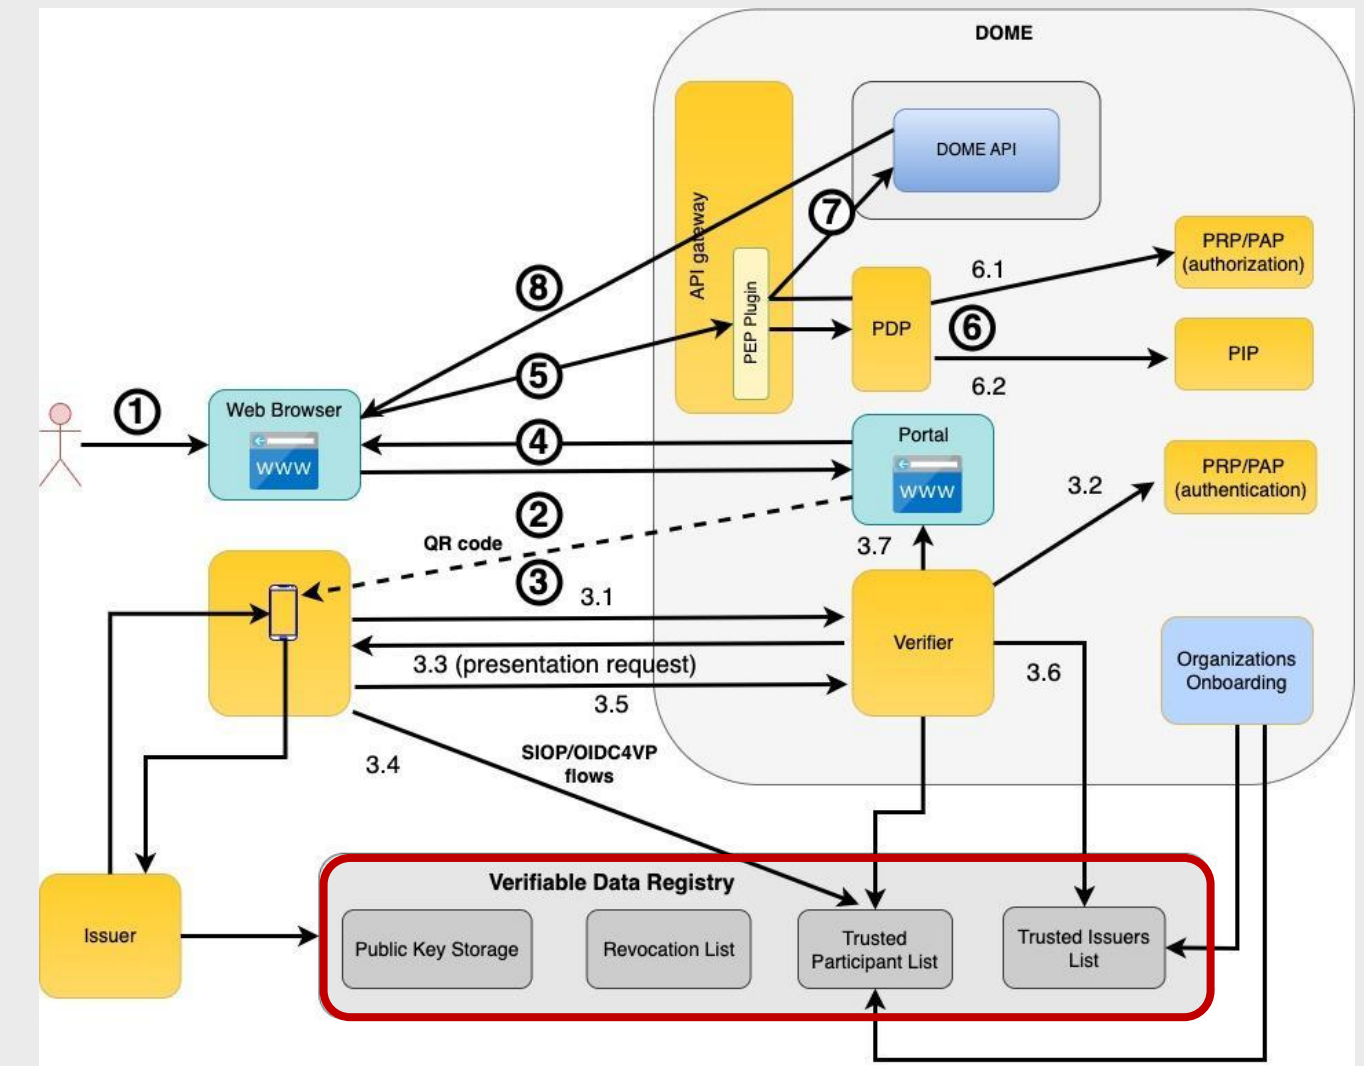 DOME
DOME API
API gateway
PEP Plugin
7
PRP/PAP
(authorization)
6.1
8
PDP
6
PIP
5
6.2
1
Web Browser
WWW
4
Portal
WWW
PRP/PAP
(authentication)
3.2
2
QR code
3.7
3
3.1
Verifier
3.3 (presentation request)
3.6
Organizations
Onboarding
3.5
3.4
SIOP/OIDC4VP
flows
Verifiable Data Registry
Issuer
Public Key Storage
Revocation List
Trusted
Participant List
Trusted Issuers
List